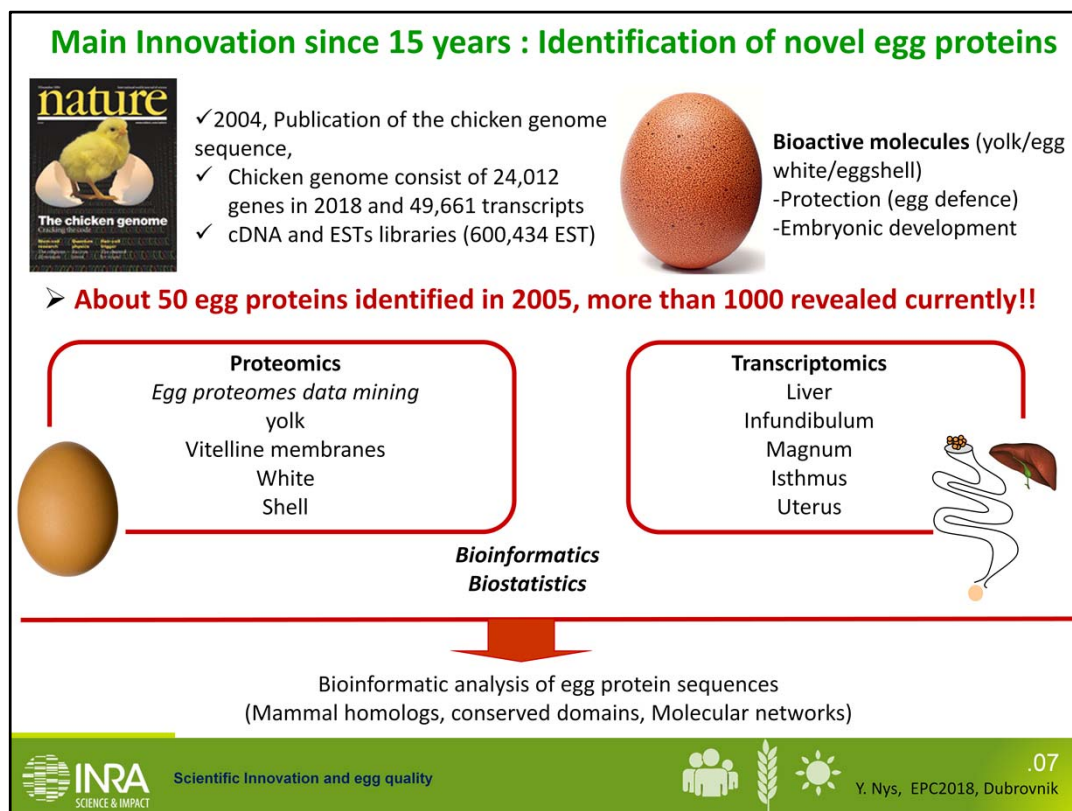 Main Innovation since 15 years : Identification of novel egg proteins
nature
The chicken genome
Cracking the code
✓2004, Publication of the chicken genome
sequence,
✓ Chicken genome consist of 24,012
genes in 2018 and 49,661 transcripts
✓ cDNA and ESTs libraries (600,434 EST)
Bioactive molecules (yolk/egg
white/eggshell)
-Protection (egg defence)
-Embryonic development
➢ About 50 egg proteins identified in 2005, more than 1000 revealed currently!!
Proteomics
Egg proteomes data mining
yolk
Vitelline membranes
White
Shell
Transcriptomics
Liver
Infundibulum
Magnum
Isthmus
Uterus
Bioinformatics
Biostatistics
Bioinformatic analysis of egg protein sequences
(Mammal homologs, conserved domains, Molecular networks)
INRA
SCIENCE & IMPACT
Scientific Innovation and egg quality
.07
Y. Nys, EPC2018, Dubrovnik